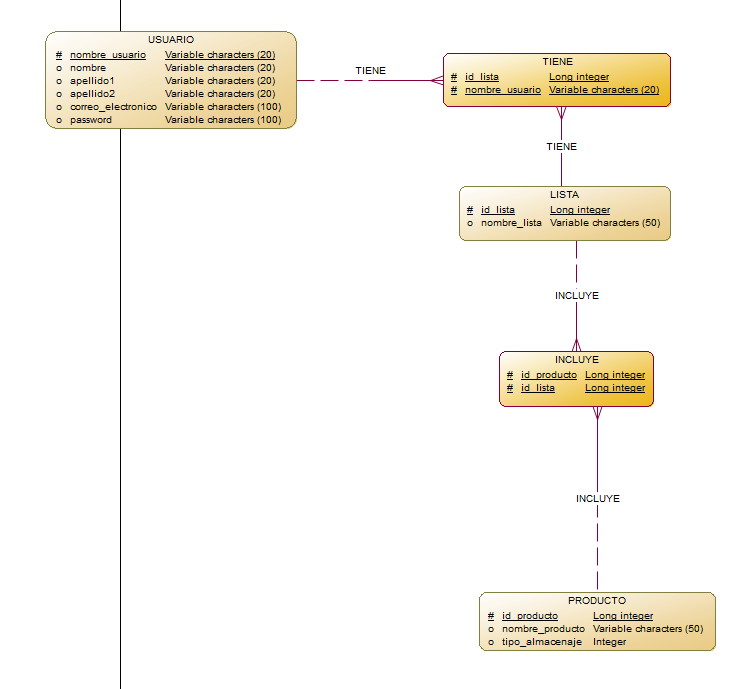 USUARIO
# nombre_usuario Variable characters (20)
o nombre Variable characters (20)
o apellido1 Variable characters (20)
o apellido2 Variable characters (20)
o correo_electronico Variable characters (100)
o password Variable characters (100)
TIENE
TIENE
# id_lista Long integer
# nombre_usuario Variable characters (20)
TIENE
LISTA
# id_lista Long integer
o nombre_lista Variable characters (50)
INCLUYE
INCLUYE
# id_producto Long integer
# id_lista Long integer
INCLUYE
PRODUCTO
# id_producto Long integer
o nombre_producto Variable characters (50)
o tipo_almacenaje Integer